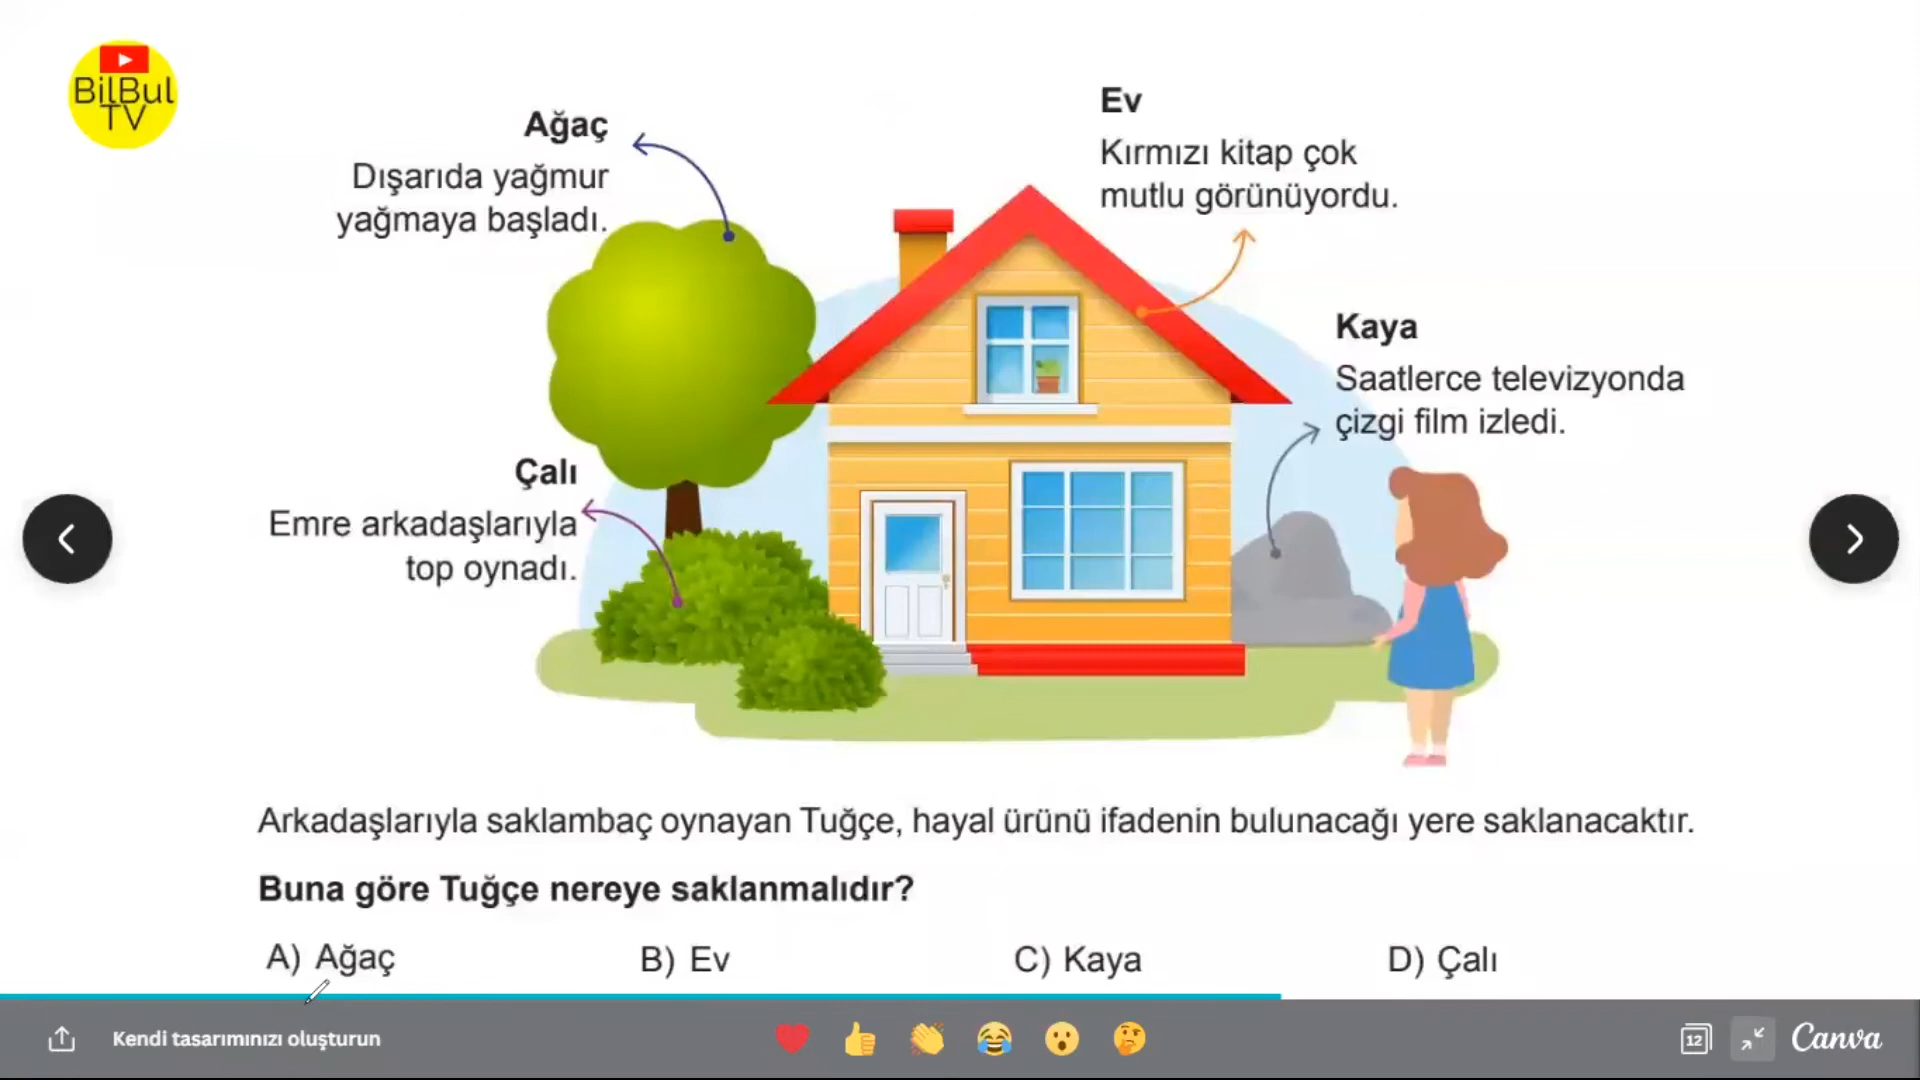 BilBul
TV
Ağaç
Dışarıda yağmur
yağmaya başladı.
Ev
Kırmızı kitap çok
mutlu görünüyordu.
Kaya
Saatlerce televizyonda
çizgi film izledi.
Çalı
Emre arkadaşlarıyla
top oynadı.
Arkadaşlarıyla saklambaç oynayan Tuğçe, hayal ürünü ifadenin bulunacağı yere saklanacaktır.
Buna göre Tuğçe nereye saklanmalıdır?
A) Ağaç B) Ev C) Kaya D) Çalı
Kendi tasarımınızı oluşturun 12 Canva